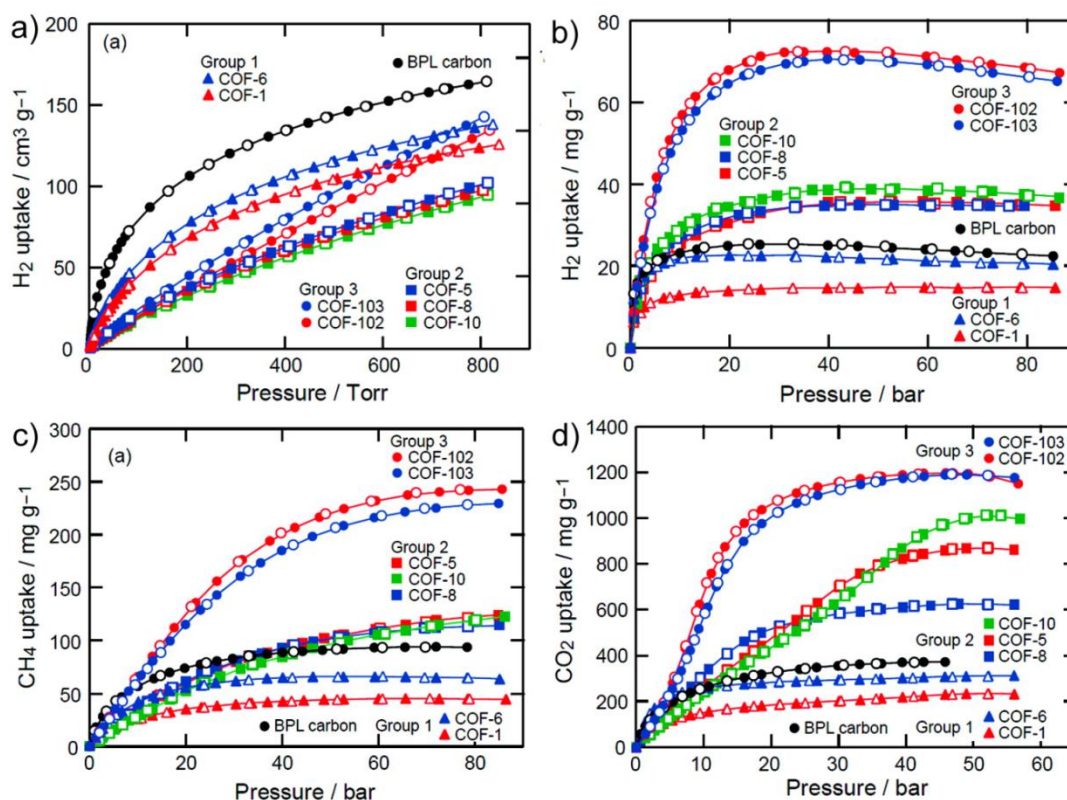 a)
(a)
Group 1
COF-6
COF-1
BPL carbon
Group 3
COF-103
COF-102
Group 2
COF-5
COF-8
COF-10
H₂ uptake / cm³ g⁻¹
200
150
100
50
0
0 200 400 600 800
Pressure / Torr
b)
Group 3
COF-102
COF-103
Group 2
COF-10
COF-8
COF-5
BPL carbon
Group 1
COF-6
COF-1
H₂ uptake / mg g⁻¹
80
60
40
20
0
0 20 40 60 80
Pressure / bar
c)
(a)
Group 3
COF-102
COF-103
Group 2
COF-5
COF-10
COF-8
BPL carbon
Group 1
COF-6
COF-1
CH₄ uptake / mg g⁻¹
300
250
200
150
100
50
0
0 20 40 60 80
Pressure / bar
d)
Group 3
COF-103
COF-102
COF-10
Group 2
COF-5
COF-8
BPL carbon
Group 1
COF-6
COF-1
CO₂ uptake / mg g⁻¹
1400
1200
1000
800
600
400
200
0
0 10 20 30 40 50 60
Pressure / bar